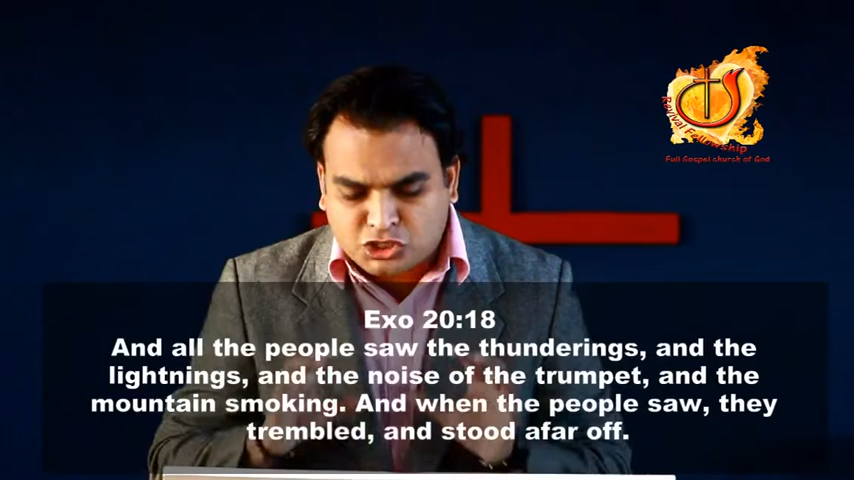 Revival Fellowship
Full Gospel church of God
Exo 20:18
And all the people saw the thunderings, and the
lightnings, and the noise of the trumpet, and the
mountain smoking. And when the people saw, they
trembled, and stood afar off.